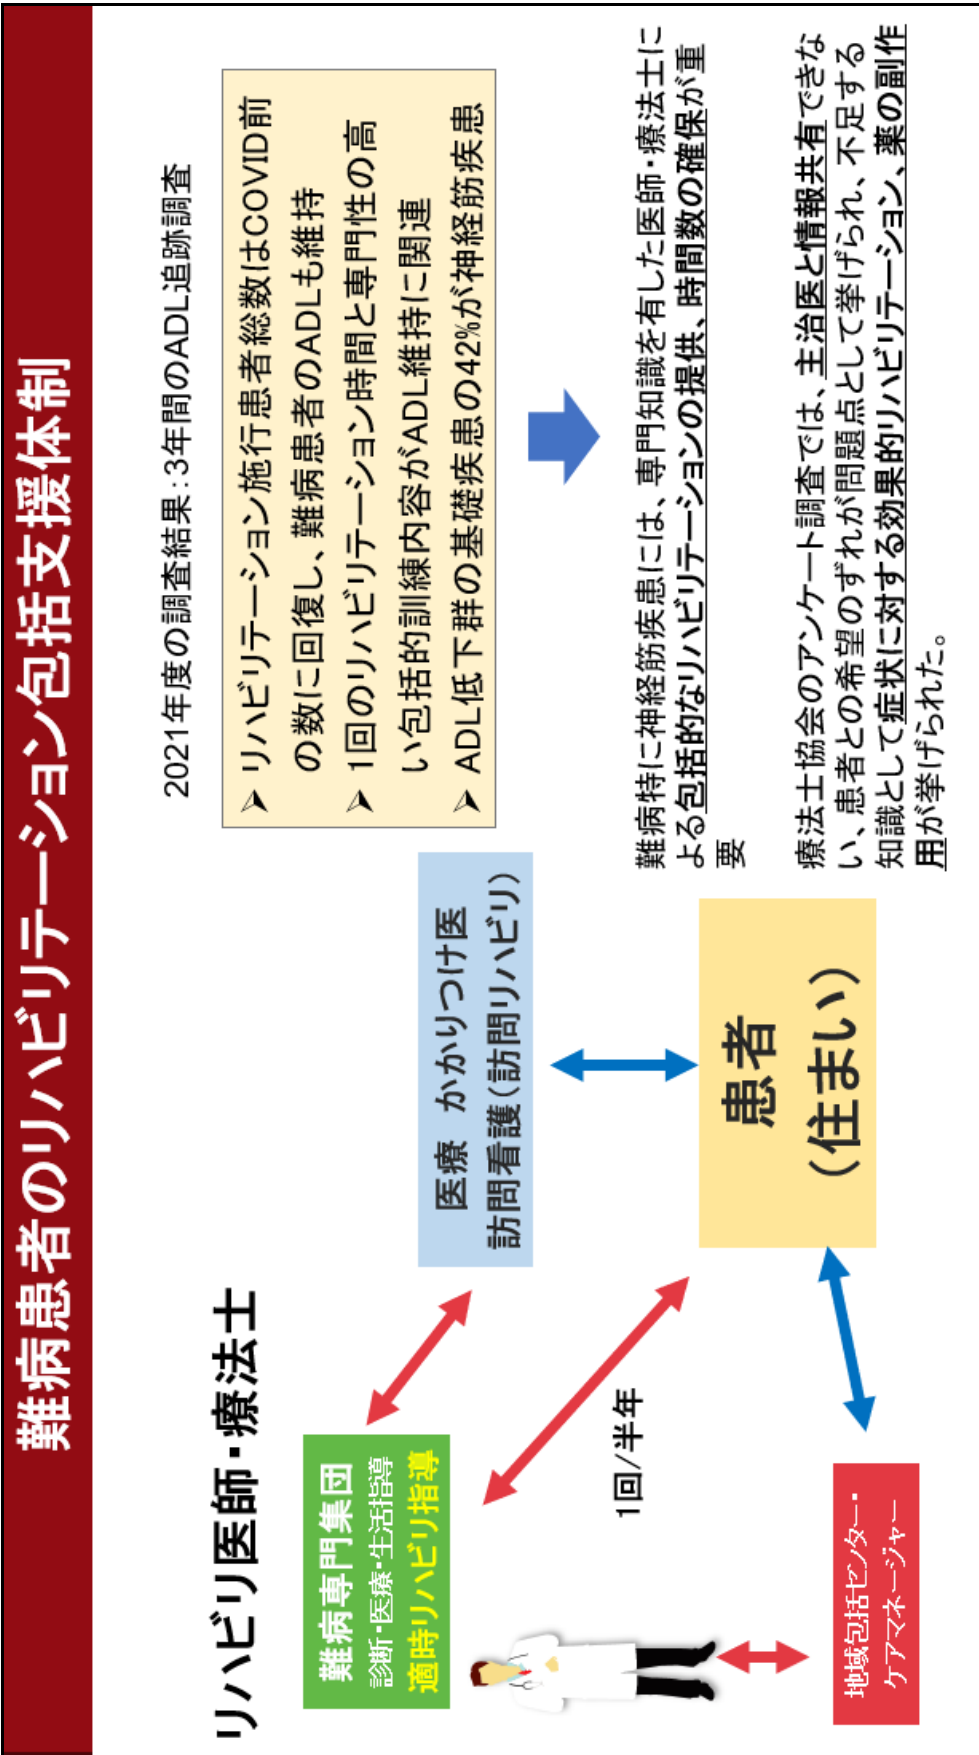 難病患者のリハビリテーション包括支援体制
リハビリ医師・療法士
難病専門集団
診断・医療・生活指導
適時リハビリ指導
1回/半年
地域包括センター・
ケアマネージャー
医療 かかりつけ医
訪問看護(訪問リハビリ)
患者
(住まい)
2021年度の調査結果:3年間のADL追跡調査
➤ リハビリテーション施行患者総数はCOVID前
の数に回復し、難病患者のADLも維持
➤ 1回のリハビリテーション時間と専門性の高
い包括的訓練内容がADL維持に関連
➤ ADL低下群の基礎疾患の42%が神経筋疾患
難病特に神経筋疾患には、専門知識を有した医師・療法士に
よる包括的なリハビリテーションの提供、時間数の確保が重
要
療法士協会のアンケート調査では、主治医と情報共有できな
い、患者との希望のずれが問題点として挙げられ、不足する
知識として症状に対する効果的リハビリテーション、薬の副作
用が挙げられた。